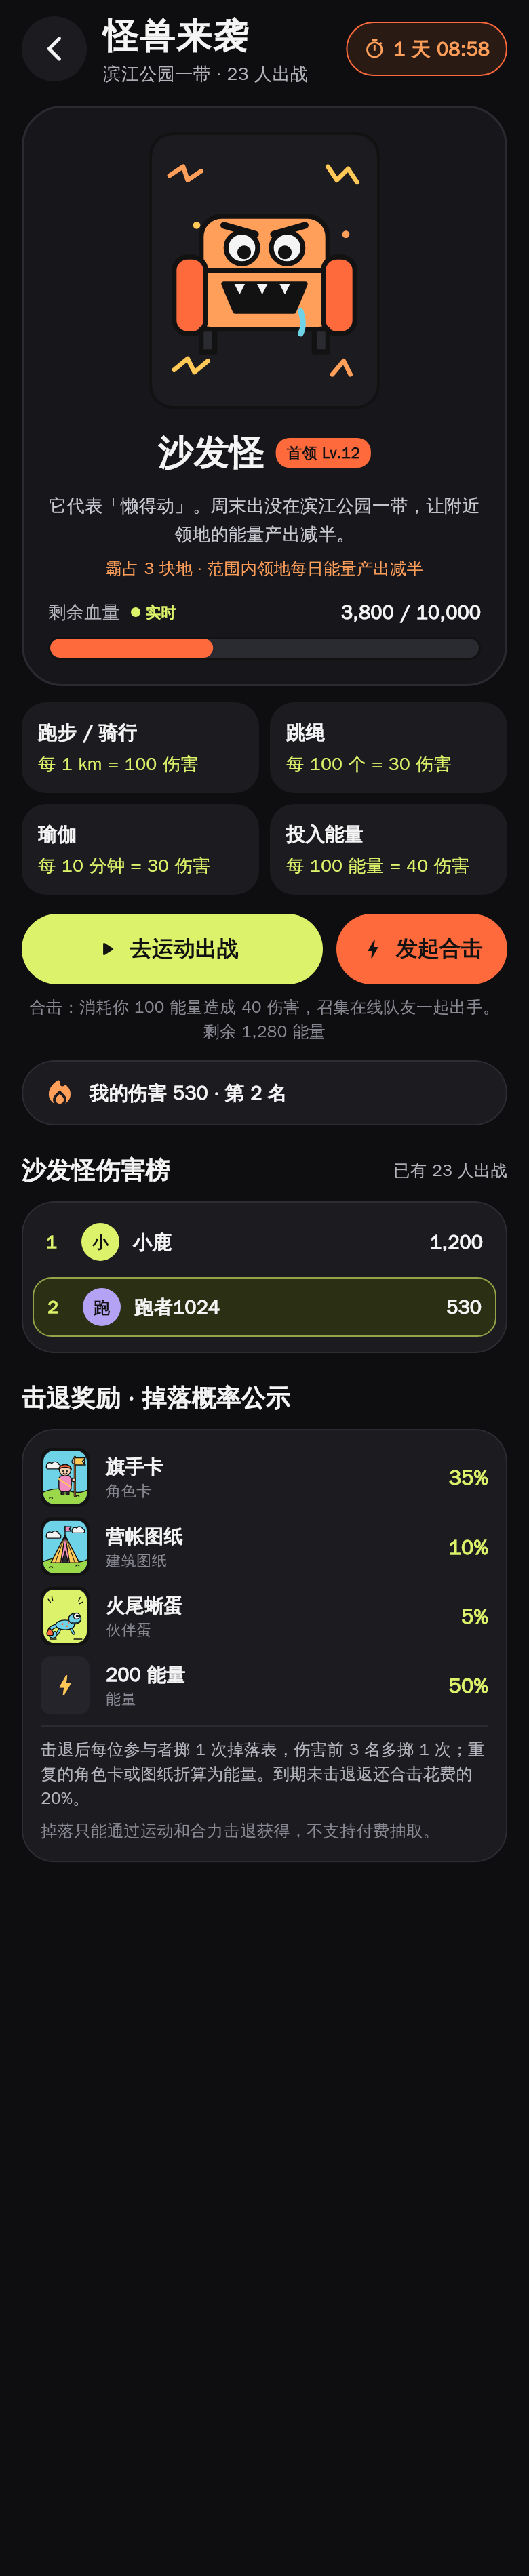 怪兽来袭
滨江公园一带 · 23 人出战
1 天 08:58
沙发怪
首领 Lv.12
它代表「懒得动」。周末出没在滨江公园一带，让附近
领地的能量产出减半。
霸占 3 块地 · 范围内领地每日能量产出减半
剩余血量
实时
3,800 / 10,000
跑步 / 骑行
每 1 km = 100 伤害
跳绳
每 100 个 = 30 伤害
瑜伽
每 10 分钟 = 30 伤害
投入能量
每 100 能量 = 40 伤害
去运动出战
发起合击
合击：消耗你 100 能量造成 40 伤害，召集在线队友一起出手。
剩余 1,280 能量
我的伤害 530 · 第 2 名
沙发怪伤害榜
已有 23 人出战
1 小 小鹿 1,200
2 跑 跑者1024 530
击退奖励 · 掉落概率公示
旗手卡
角色卡
35%
营帐图纸
建筑图纸
10%
火尾蜥蛋
伙伴蛋
5%
200 能量
能量
50%
击退后每位参与者掷 1 次掉落表，伤害前 3 名多掷 1 次；重
复的角色卡或图纸折算为能量。到期未击退返还合击花费的
20%。
掉落只能通过运动和合力击退获得，不支持付费抽取。